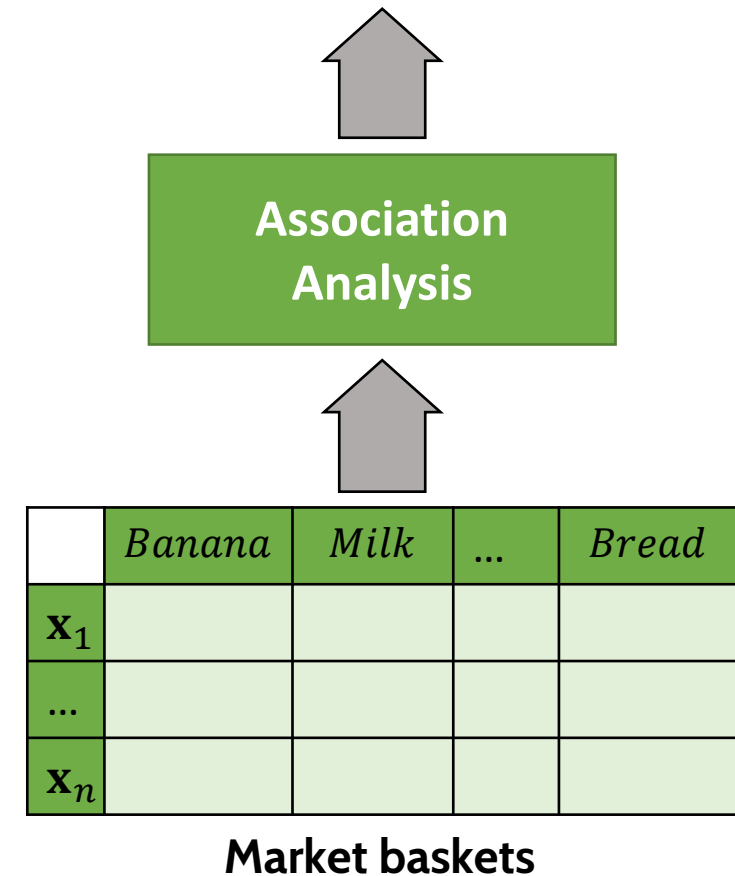 Association
Analysis
Banana Milk ... Bread
x₁
...
xₙ
Market baskets